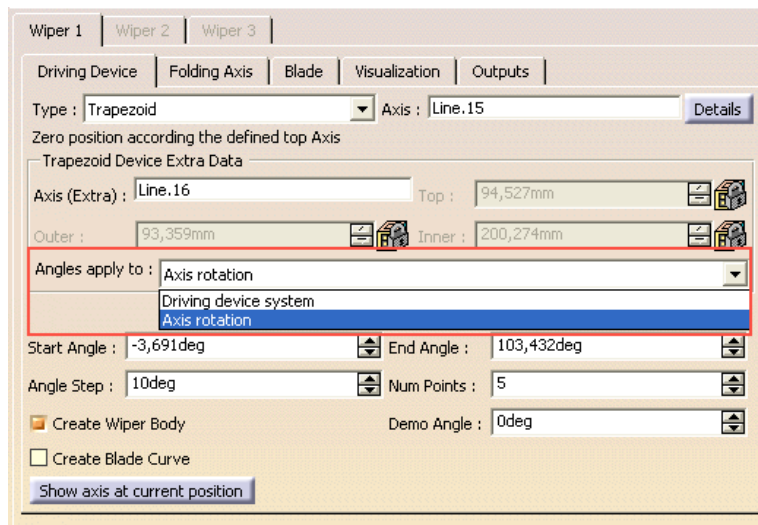 Wiper 1 Wiper 2 Wiper 3
Driving Device Folding Axis Blade Visualization Outputs
Type : Trapezoid Axis : Line.15 Details
Zero position according the defined top Axis
Trapezoid Device Extra Data
Axis (Extra) : Line.16 Top : 94,527mm
Outer : 93,359mm Inner : 200,274mm
Angles apply to : Axis rotation
Driving device system
Axis rotation
Start Angle : -3,691deg End Angle : 103,432deg
Angle Step : 10deg Num Points : 5
Create Wiper Body Demo Angle : 0deg
Create Blade Curve
Show axis at current position